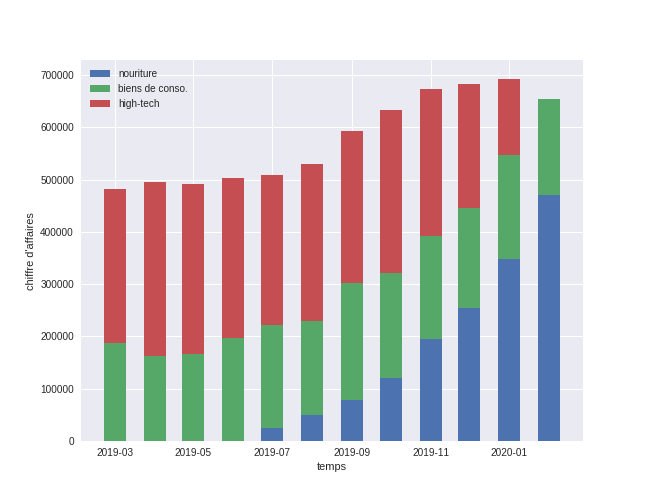 nouriture
biens de conso.
high-tech
700000
600000
500000
400000
300000
200000
100000
0
chiffre d'affaires
2019-03 2019-05 2019-07 2019-09 2019-11 2020-01
temps